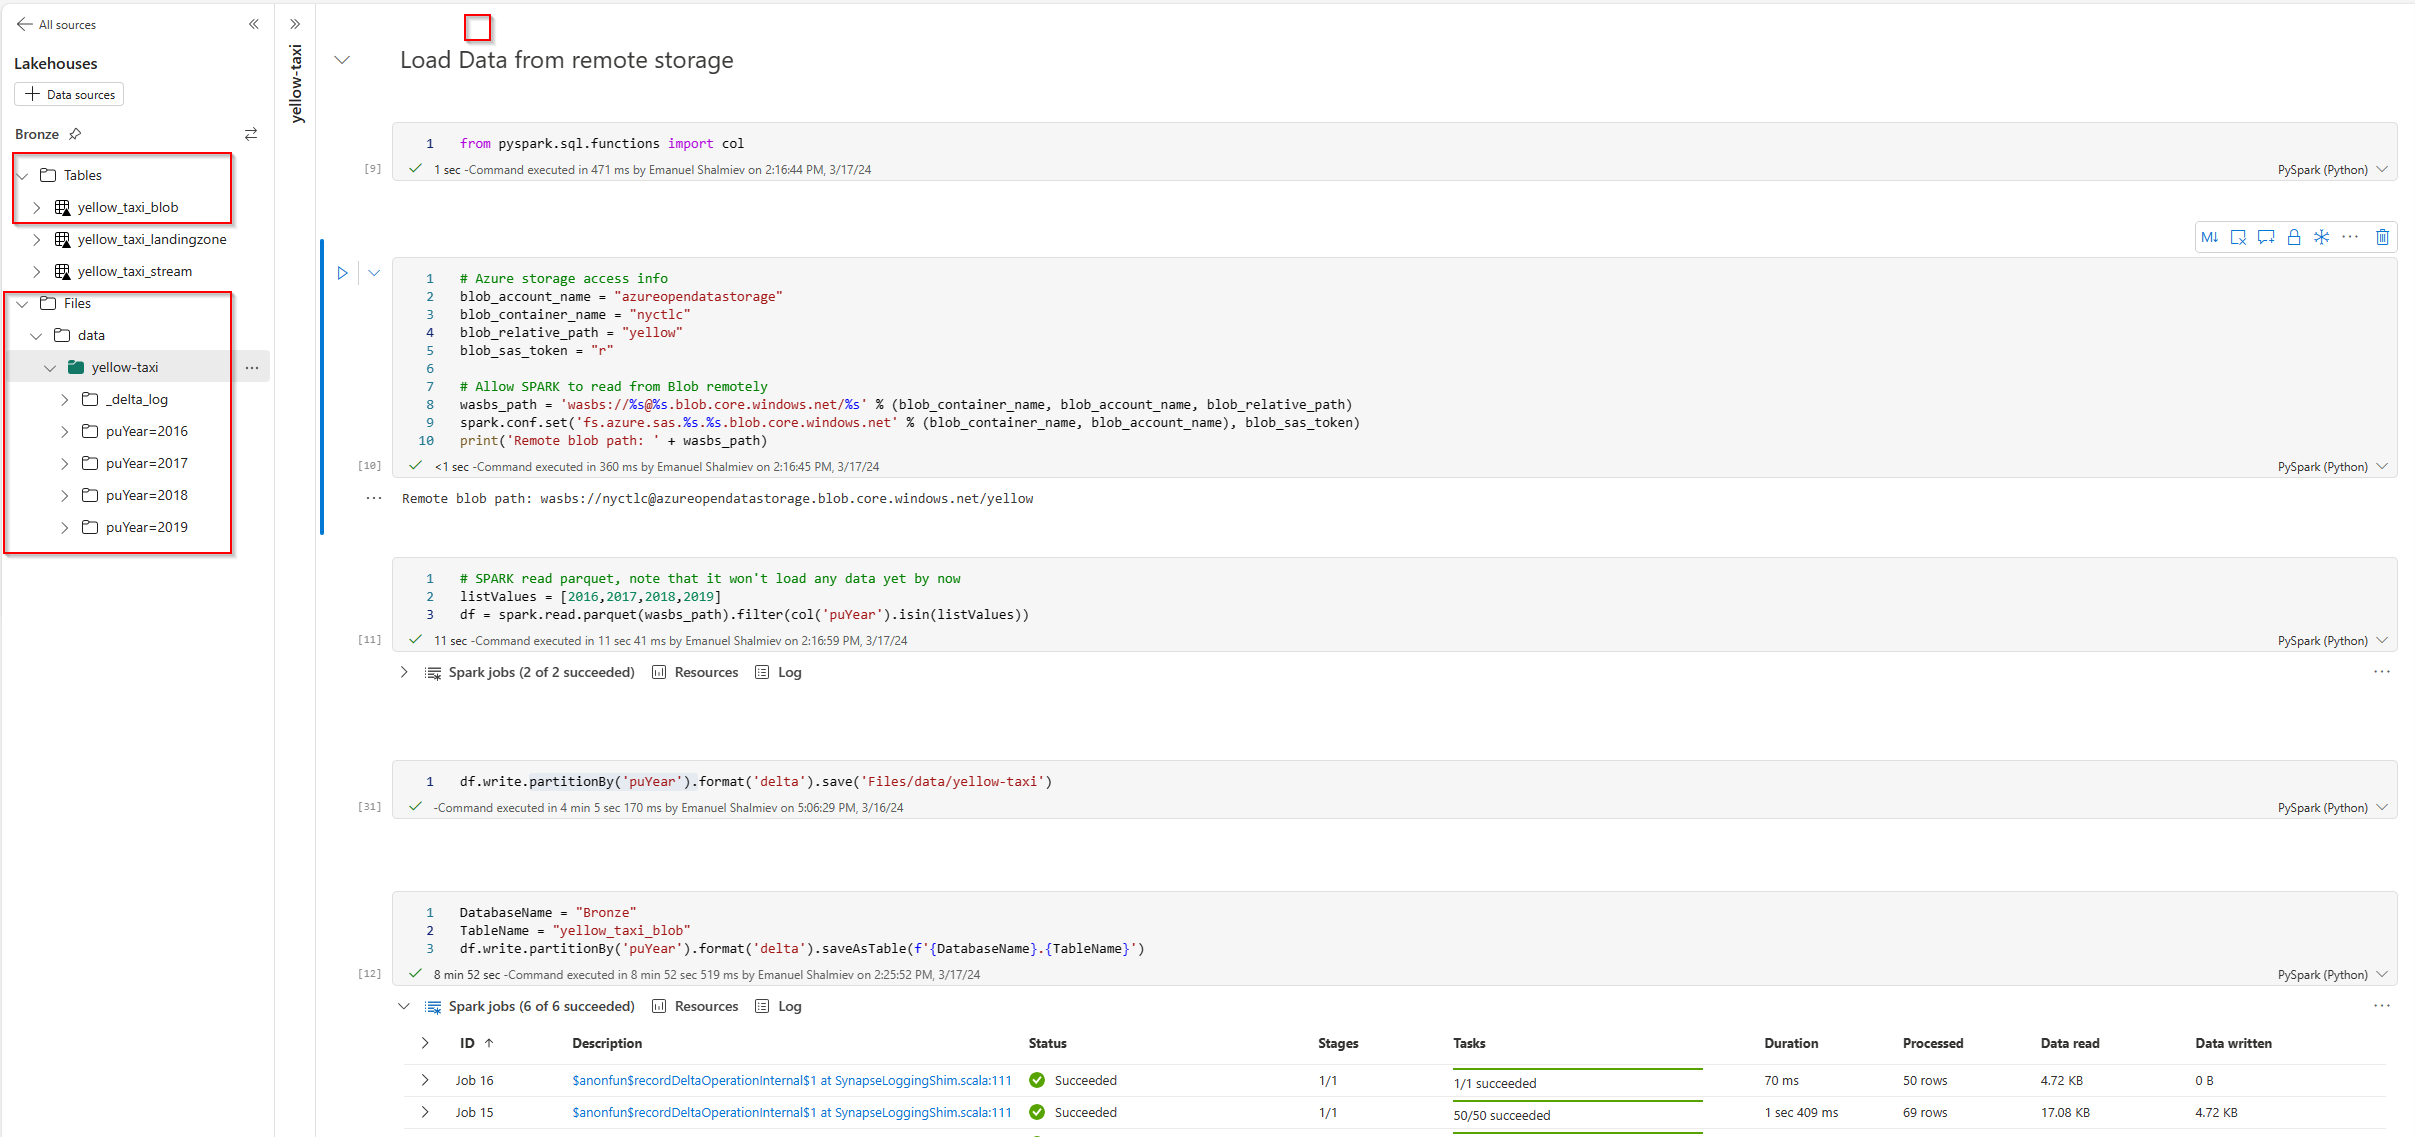 All sources
Lakehouses
Data sources
Bronze
Tables
yellow_taxi_blob
yellow_taxi_landingzone
yellow_taxi_stream
Files
data
yellow-taxi
_delta_log
puYear=2016
puYear=2017
puYear=2018
puYear=2019
yellow-taxi
Load Data from remote storage
1 from pyspark.sql.functions import col
[9] 1 sec -Command executed in 471 ms by Emanuel Shalmiev on 2:16:44 PM, 3/17/24 PySpark (Python)
M↓
1 # Azure storage access info
2 blob_account_name = "azureopendatastorage"
3 blob_container_name = "nyctlc"
4 blob_relative_path = "yellow"
5 blob_sas_token = "r"
6
7 # Allow SPARK to read from Blob remotely
8 wasbs_path = 'wasbs://%s@%s.blob.core.windows.net/%s' % (blob_container_name, blob_account_name, blob_relative_path)
9 spark.conf.set('fs.azure.sas.%s.%s.blob.core.windows.net' % (blob_container_name, blob_account_name), blob_sas_token)
10 print('Remote blob path: ' + wasbs_path)
[10] <1 sec -Command executed in 360 ms by Emanuel Shalmiev on 2:16:45 PM, 3/17/24 PySpark (Python)
Remote blob path: wasbs://nyctlc@azureopendatastorage.blob.core.windows.net/yellow
1 # SPARK read parquet, note that it won't load any data yet by now
2 listValues = [2016,2017,2018,2019]
3 df = spark.read.parquet(wasbs_path).filter(col('puYear').isin(listValues))
[11] 11 sec -Command executed in 11 sec 41 ms by Emanuel Shalmiev on 2:16:59 PM, 3/17/24 PySpark (Python)
Spark jobs (2 of 2 succeeded) Resources Log
1 df.write.partitionBy('puYear').format('delta').save('Files/data/yellow-taxi')
[31] -Command executed in 4 min 5 sec 170 ms by Emanuel Shalmiev on 5:06:29 PM, 3/16/24 PySpark (Python)
1 DatabaseName = "Bronze"
2 TableName = "yellow_taxi_blob"
3 df.write.partitionBy('puYear').format('delta').saveAsTable(f'{DatabaseName}.{TableName}')
[12] 8 min 52 sec -Command executed in 8 min 52 sec 519 ms by Emanuel Shalmiev on 2:25:52 PM, 3/17/24 PySpark (Python)
Spark jobs (6 of 6 succeeded) Resources Log
ID ↑ Description Status Stages Tasks Duration Processed Data read Data written
Job 16 $anonfun$recordDeltaOperationInternal$1 at SynapseLoggingShim.scala:111 Succeeded 1/1 1/1 succeeded 70 ms 50 rows 4.72 KB 0 B
Job 15 $anonfun$recordDeltaOperationInternal$1 at SynapseLoggingShim.scala:111 Succeeded 1/1 50/50 succeeded 1 sec 409 ms 69 rows 17.08 KB 4.72 KB